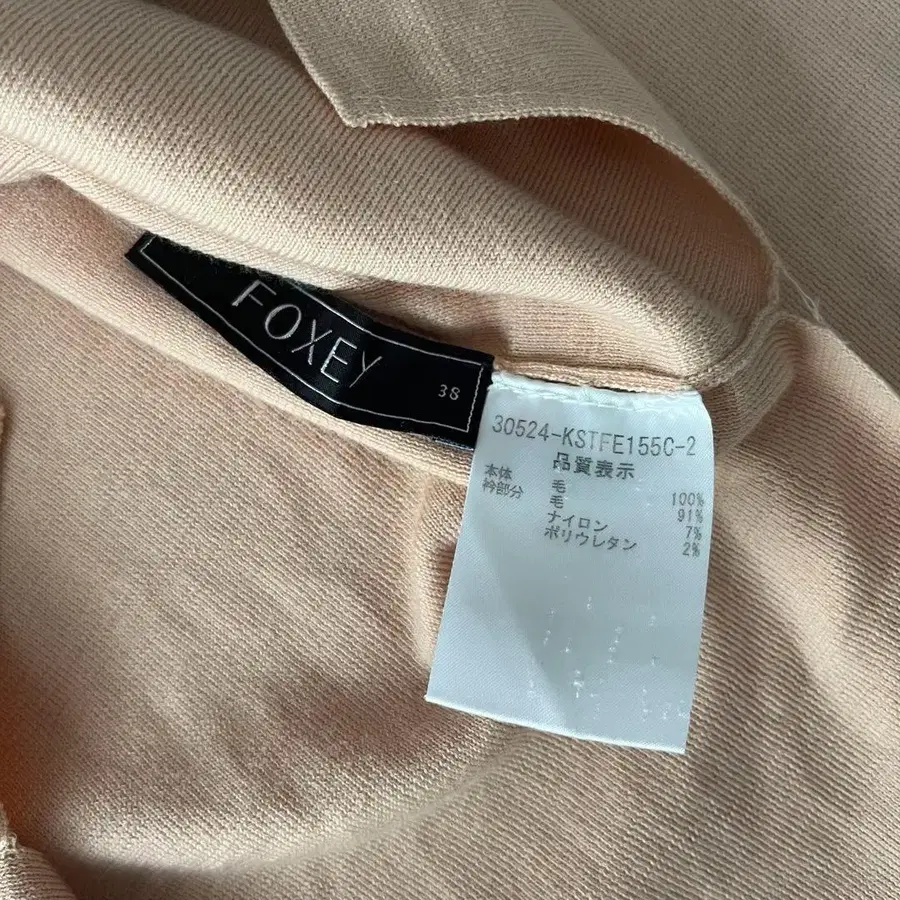 FOXEY
38
30524-KSTFE155C-2
品質表示
本体 毛 100%
衿部分 毛 91%
ナイロン 7%
ポリウレタン 2%